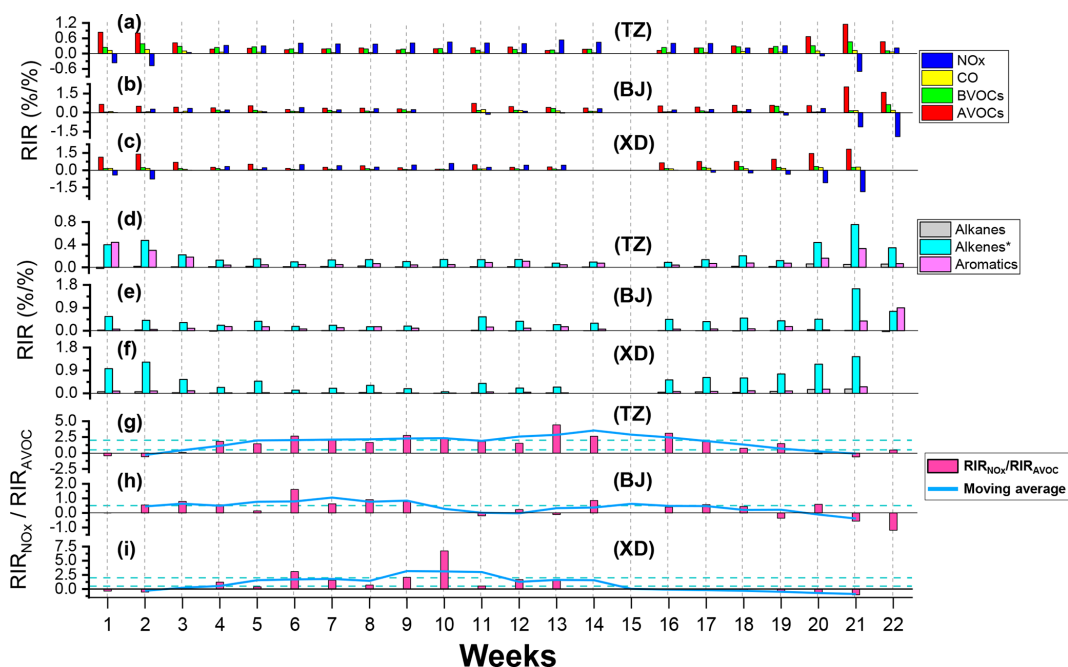 (a)
(TZ)
1.2
0.6
0.0
-0.6
NOx
CO
BVOCs
AVOCs
(b)
(BJ)
1.5
0.0
-1.5
RIR (%/%)
(c)
(XD)
1.5
0.0
-1.5
(d)
(TZ)
0.8
0.4
0.0
Alkanes
Alkenes*
Aromatics
(e)
(BJ)
1.8
0.9
0.0
RIR (%/%)
(f)
(XD)
1.8
0.0
(g)
(TZ)
5.0
2.5
0.0
-2.5
(h)
(BJ)
1.0
0.0
-1.0
RIRNOx / RIRAVOC
RIRNOx/RIRAVOC
Moving average
(i)
(XD)
7.5
5.0
2.5
0.0
1 2 3 4 5 6 7 8 9 10 11 12 13 14 15 16 17 18 19 20 21 22
Weeks